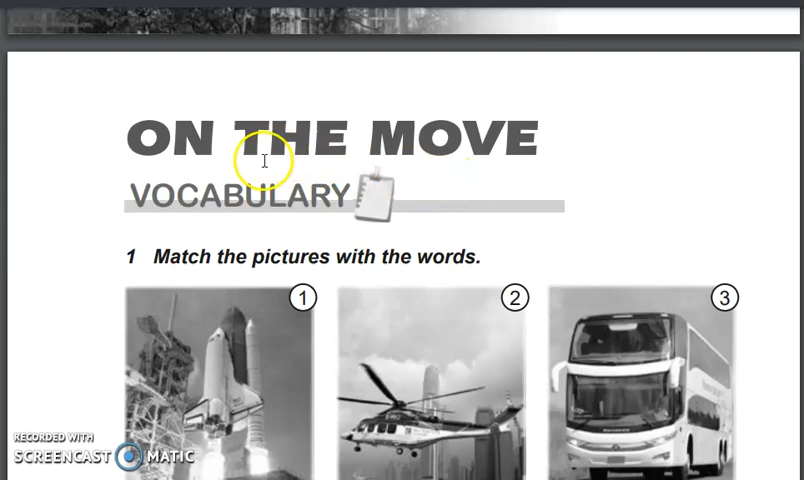 ON THE MOVE
VOCABULARY
1 Match the pictures with the words.
1
2
3
RECORDED WITH
SCREENCAST MATIC